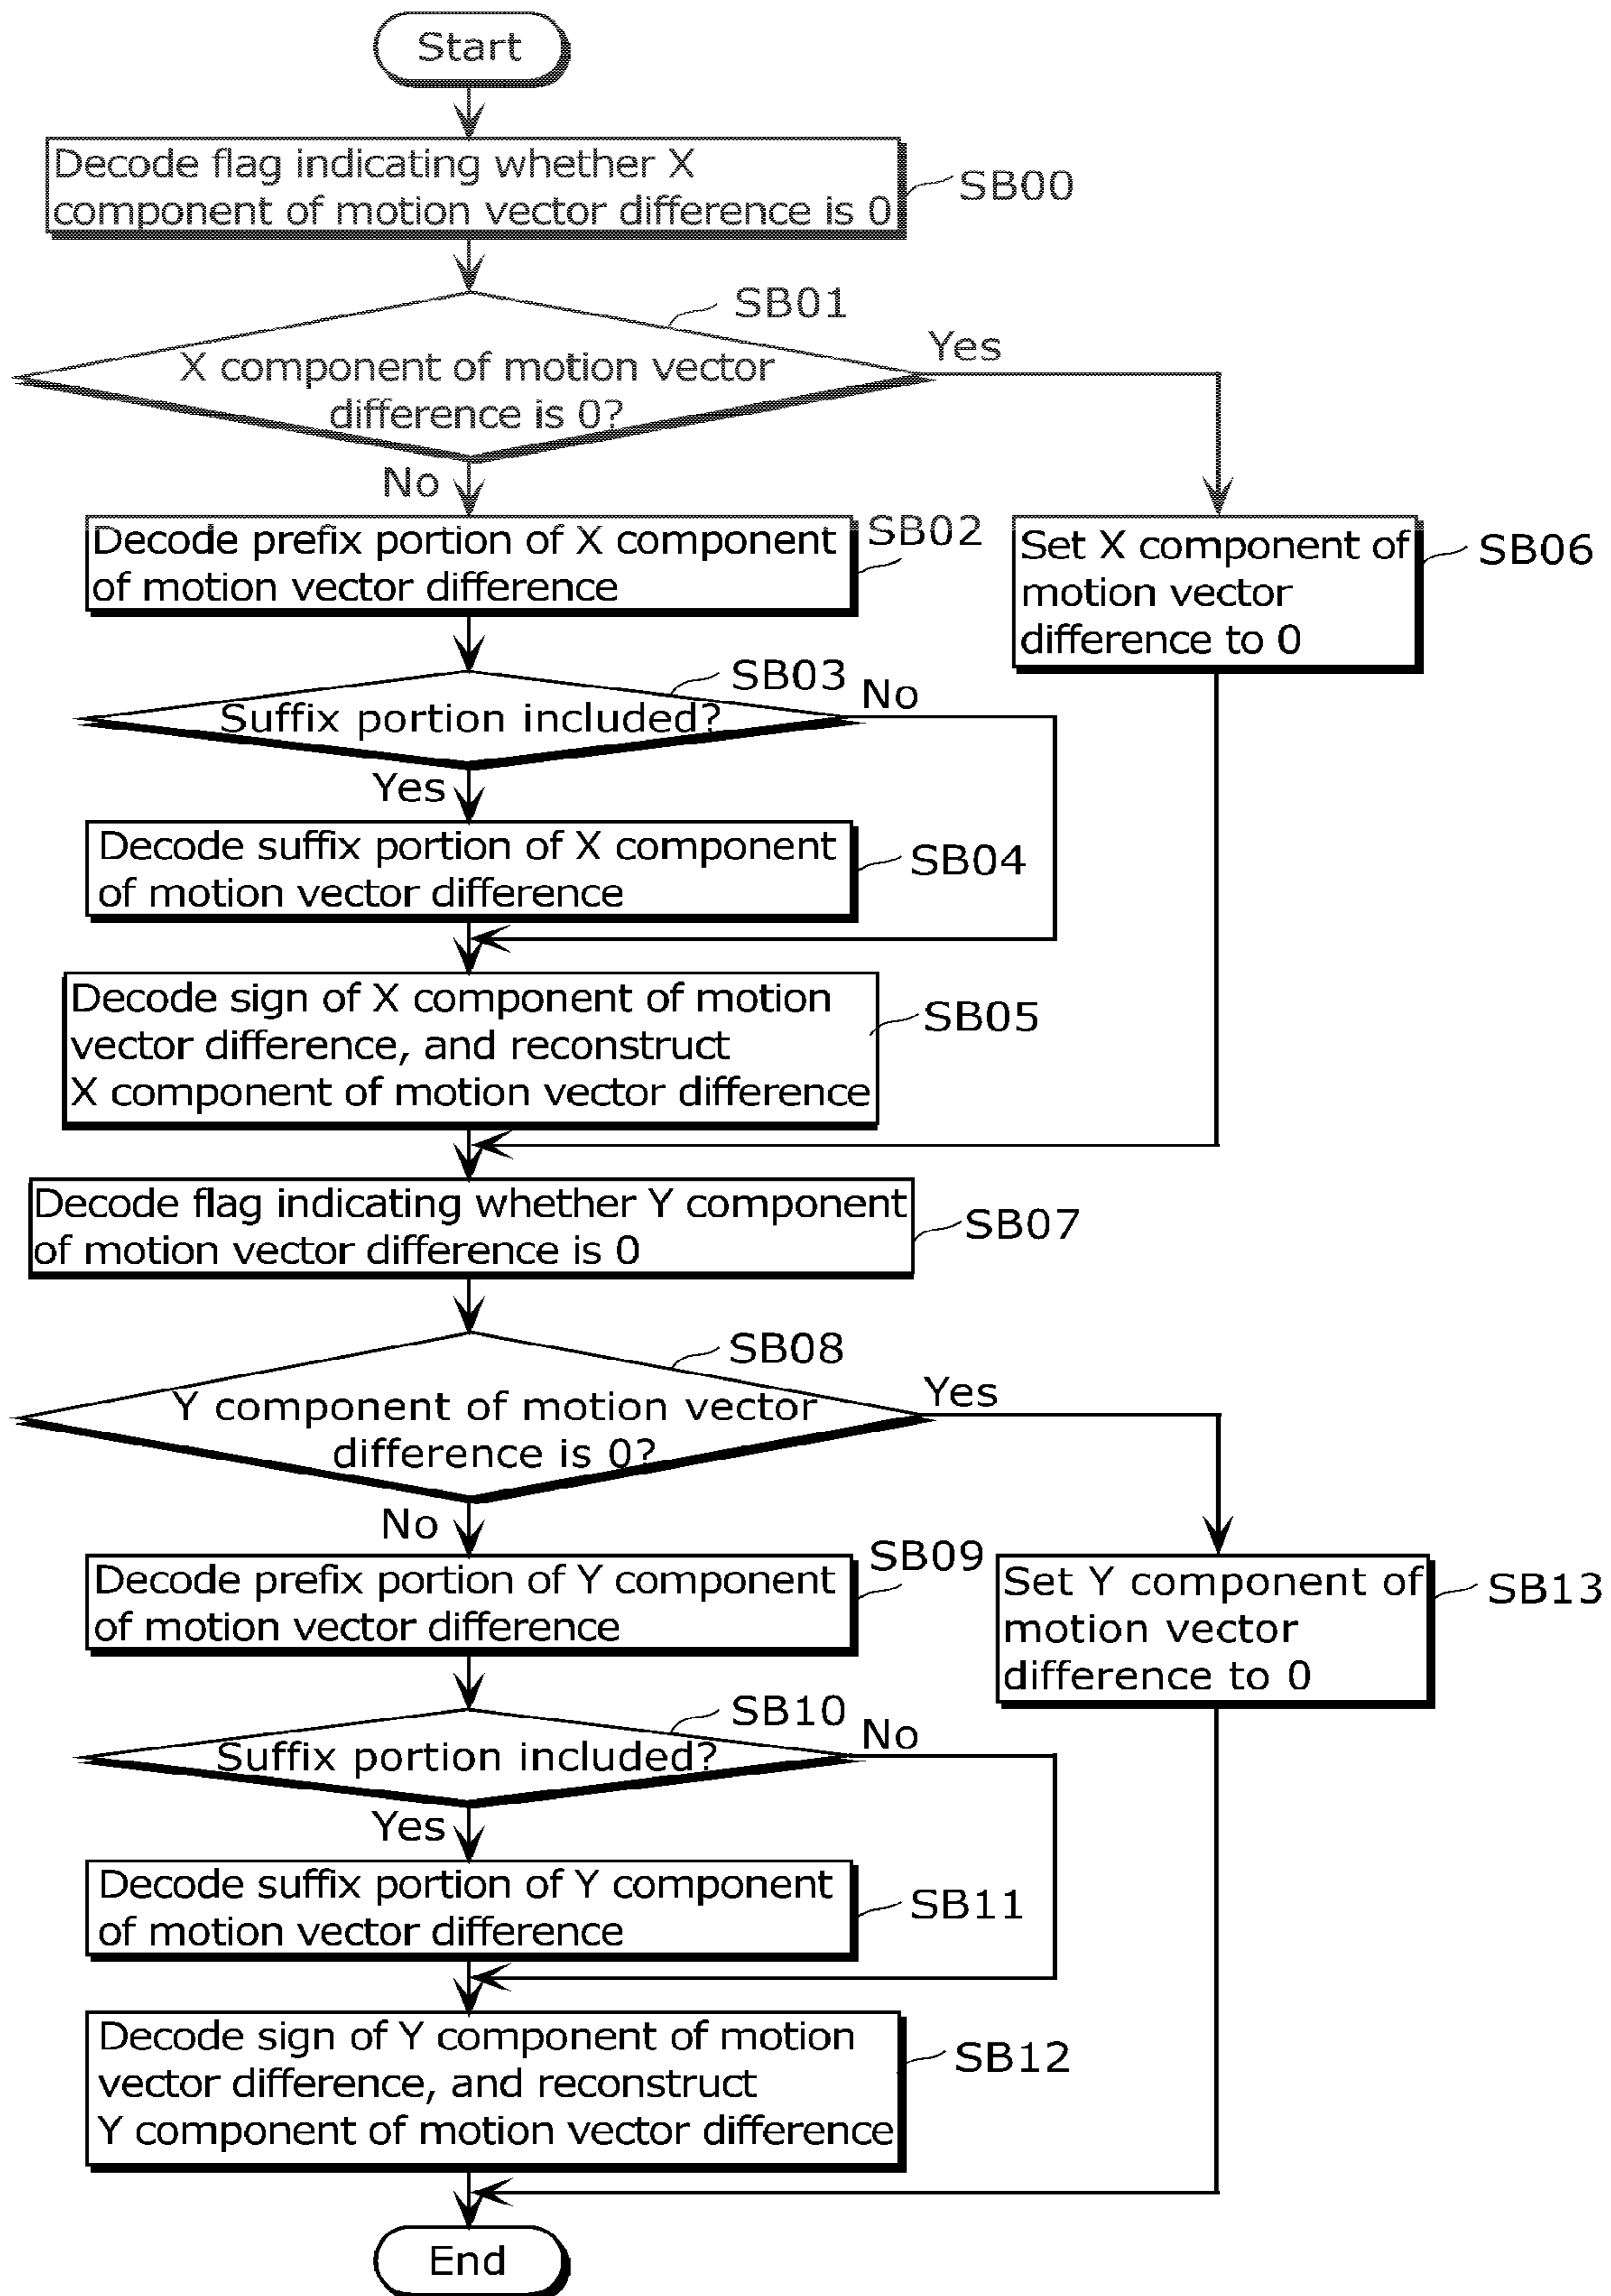 Start
Decode flag indicating whether X
component of motion vector difference is 0
SB00
SB01
X component of motion vector
difference is 0?
Yes
No
Decode prefix portion of X component
of motion vector difference
SB02
Set X component of
motion vector
difference to 0
SB06
SB03
Suffix portion included?
No
Yes
Decode suffix portion of X component
of motion vector difference
SB04
Decode sign of X component of motion
vector difference, and reconstruct
X component of motion vector difference
SB05
Decode flag indicating whether Y component
of motion vector difference is 0
SB07
SB08
Y component of motion vector
difference is 0?
Yes
No
Decode prefix portion of Y component
of motion vector difference
SB09
Set Y component of
motion vector
difference to 0
SB13
SB10
Suffix portion included?
No
Yes
Decode suffix portion of Y component
of motion vector difference
SB11
Decode sign of Y component of motion
vector difference, and reconstruct
Y component of motion vector difference
SB12
End